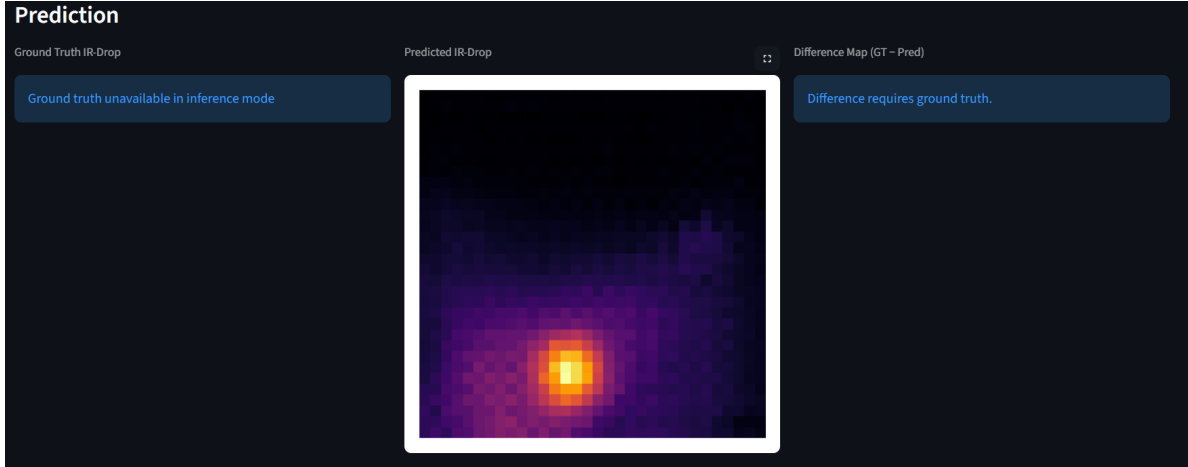 Prediction
Ground Truth IR-Drop
Predicted IR-Drop
Difference Map (GT − Pred)
Ground truth unavailable in inference mode
Difference requires ground truth.